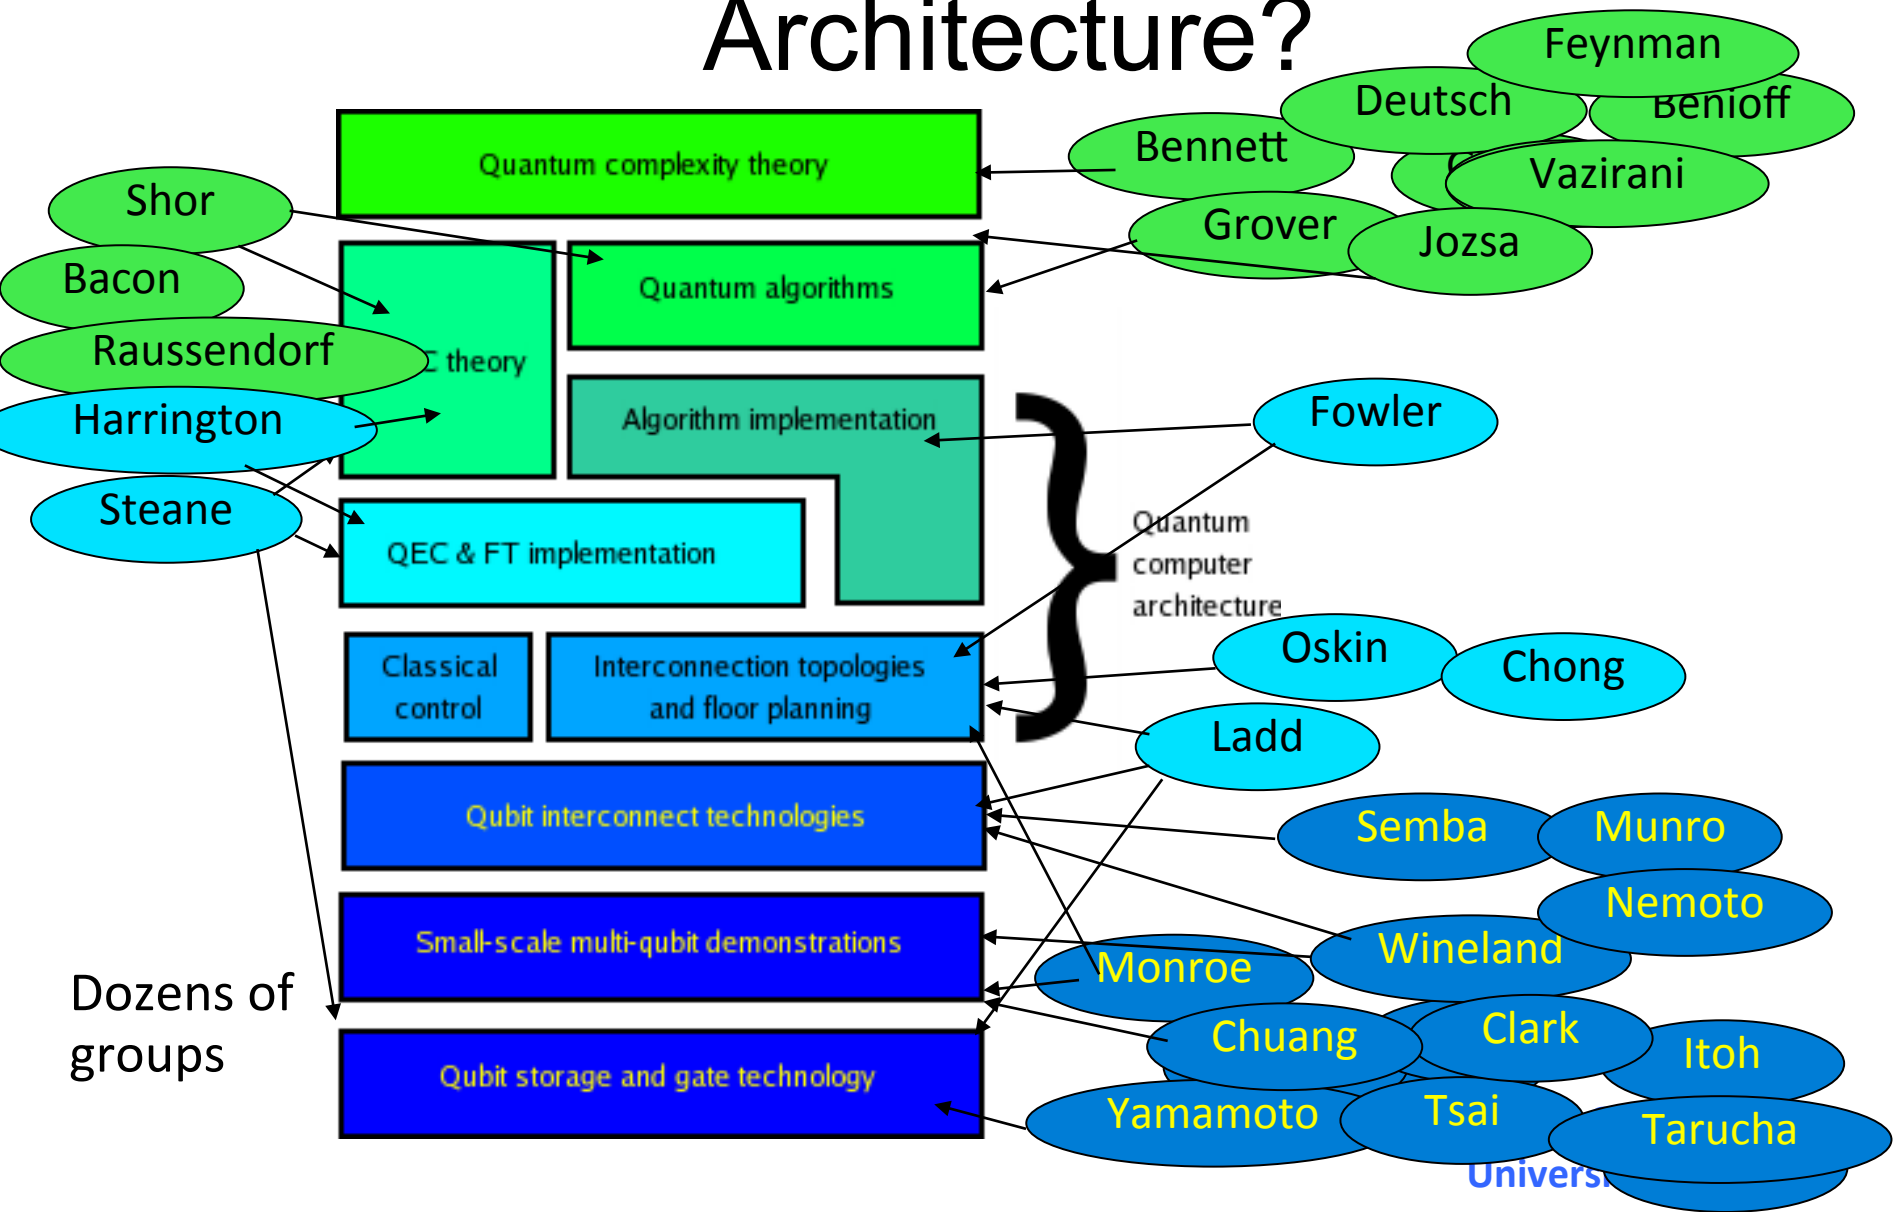 Architecture?
Feynman
Deutsch
Benioff
Bennett
Vazirani
Quantum complexity theory
Shor
Grover
Jozsa
Bacon
Quantum algorithms
Raussendorf
theory
Harrington
Algorithm implementation
Fowler
Steane
QEC & FT implementation
Quantum
computer
architecture
Classical
control
Interconnection topologies
and floor planning
Oskin
Chong
Ladd
Qubit interconnect technologies
Semba
Munro
Nemoto
Small-scale multi-qubit demonstrations
Monroe
Wineland
Dozens of
groups
Chuang
Clark
Itoh
Qubit storage and gate technology
Yamamoto
Tsai
Tarucha